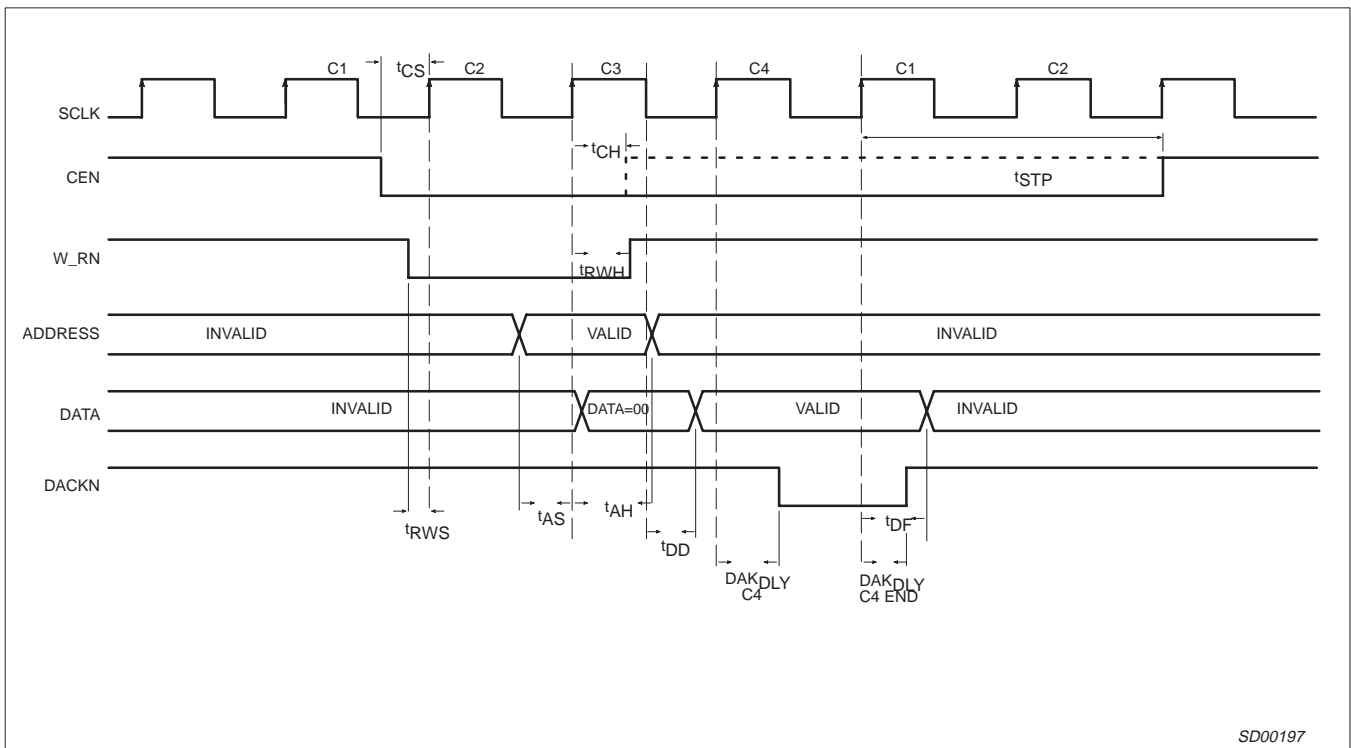 C1
tCS
C2
C3
C4
C1
C2
SCLK
tCH
CEN
tSTP
W_RN
tRWH
ADDRESS
INVALID
VALID
INVALID
DATA
INVALID
DATA=00
VALID
INVALID
DACKN
tRWS
tAS
tAH
tDD
tDF
DAKDLY
C4
DAKDLY
C4 END
SD00197